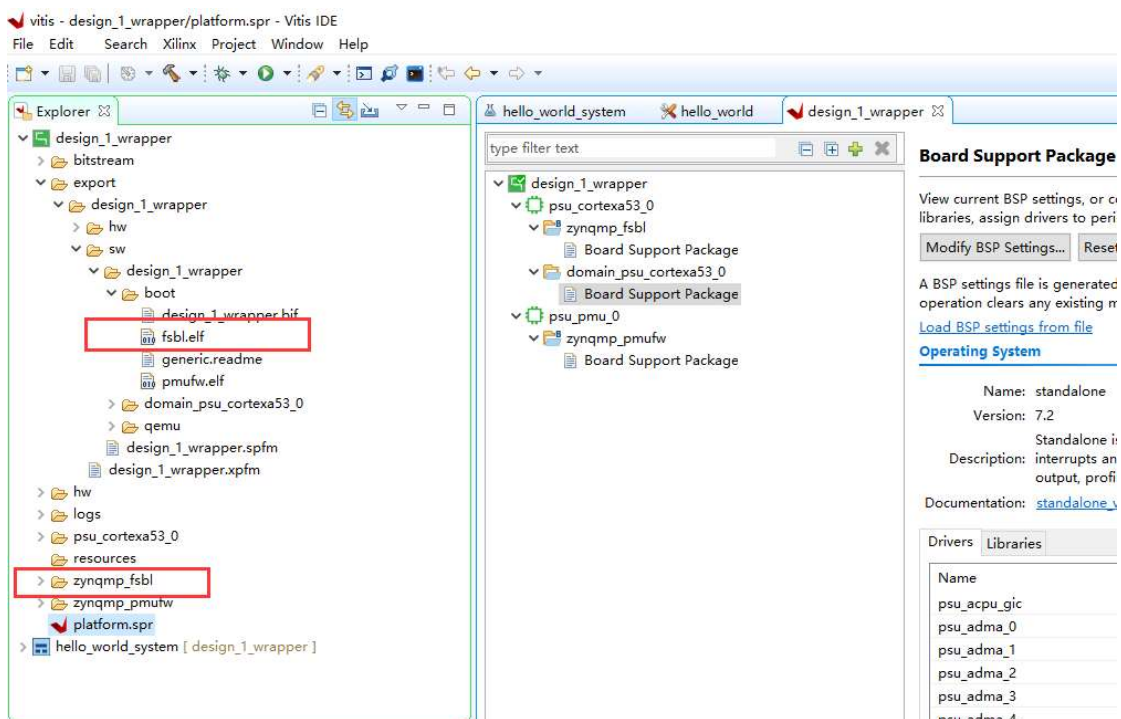 vitis - design_1_wrapper/platform.spr - Vitis IDE
File Edit Search Xilinx Project Window Help
Explorer
design_1_wrapper
bitstream
export
design_1_wrapper
hw
sw
design_1_wrapper
boot
design_1_wrapper.bif
fsbl.elf
generic.readme
pmufw.elf
domain_psu_cortexa53_0
qemu
design_1_wrapper.spfm
design_1_wrapper.xpfm
hw
logs
psu_cortexa53_0
resources
zynqmp_fsbl
zynqmp_pmufw
platform.spr
hello_world_system [ design_1_wrapper ]
hello_world_system hello_world design_1_wrapper
type filter text
design_1_wrapper
psu_cortexa53_0
zynqmp_fsbl
Board Support Package
domain_psu_cortexa53_0
Board Support Package
psu_pmu_0
zynqmp_pmufw
Board Support Package
Board Support Package
View current BSP settings, or c
libraries, assign drivers to peri
Modify BSP Settings... Reset
A BSP settings file is generated
operation clears any existing m
Load BSP settings from file
Operating System
Name: standalone
Version: 7.2
Standalone is
Description: interrupts an
output, profi
Documentation: standalone_v
Drivers Libraries
Name
psu_acpu_gic
psu_adma_0
psu_adma_1
psu_adma_2
psu_adma_3
psu_adma_4